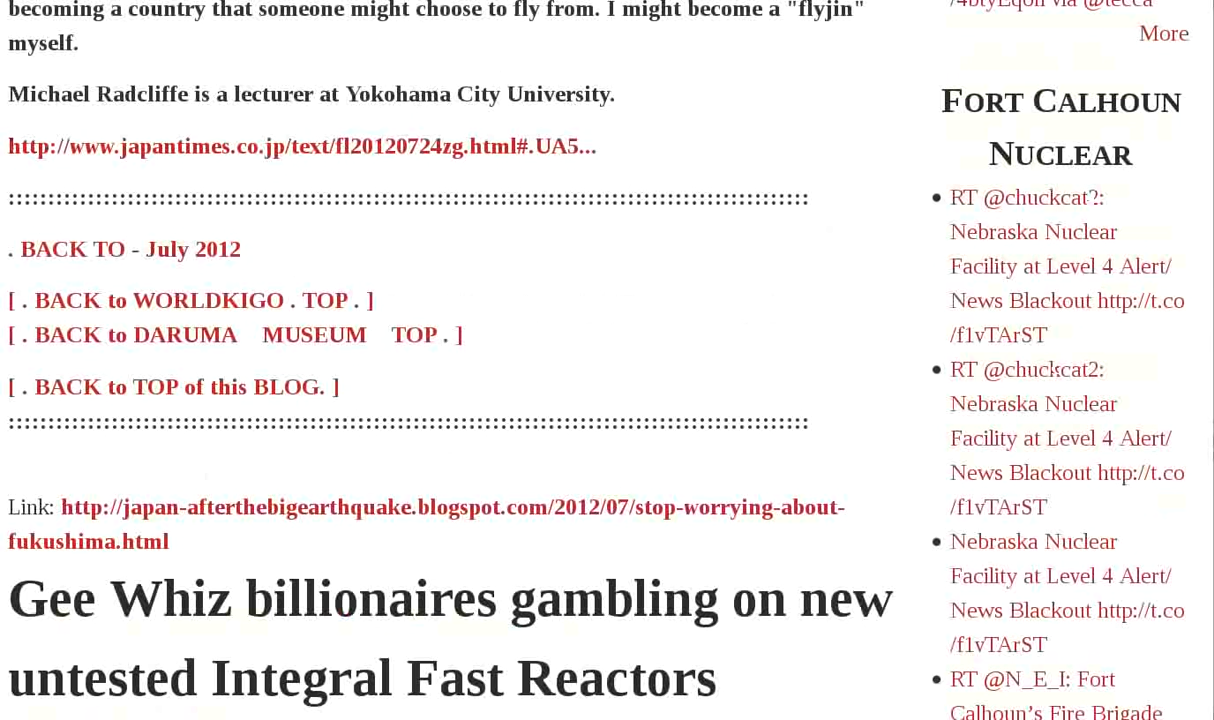 becoming a country that someone might choose to fly from. I might become a "flyjin"
myself.
Michael Radcliffe is a lecturer at Yokohama City University.
http://www.japantimes.co.jp/text/fl20120724zg.html#.UA5...
:::::::::::::::::::::::::::::::::::::::::::::::::::::::::::::::::::::::::::::::::::::::::::::::::::::
. BACK TO - July 2012
[ . BACK to WORLDKIGO . TOP . ]
[ . BACK to DARUMA MUSEUM TOP . ]
[ . BACK to TOP of this BLOG. ]
:::::::::::::::::::::::::::::::::::::::::::::::::::::::::::::::::::::::::::::::::::::::::::::::::::::
Link: http://japan-afterthebigearthquake.blogspot.com/2012/07/stop-worrying-about-
fukushima.html
Gee Whiz billionaires gambling on new
untested Integral Fast Reactors
/4btyEqoh via @tecca
More
Fort Calhoun
Nuclear
• RT @chuckcat?:
Nebraska Nuclear
Facility at Level 4 Alert/
News Blackout http://t.co
/f1vTArST
• RT @chuckcat2:
Nebraska Nuclear
Facility at Level 4 Alert/
News Blackout http://t.co
/f1vTArST
• Nebraska Nuclear
Facility at Level 4 Alert/
News Blackout http://t.co
/f1vTArST
• RT @N_E_I: Fort
Calhoun’s Fire Brigade